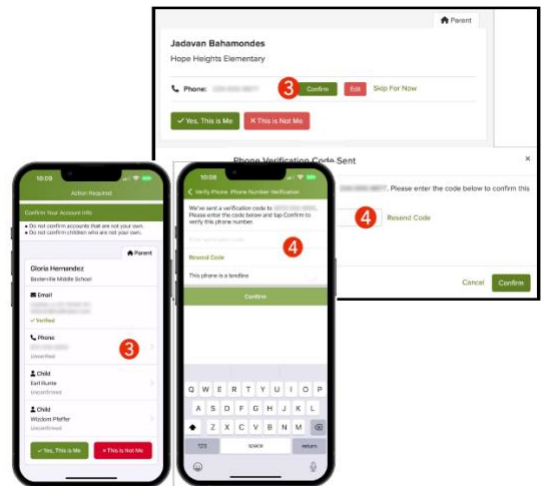 Parent
Jadavan Bahamondes
Hope Heights Elementary
Phone:
3
Confirm
Edit
Skip For Now
✓ Yes, This is Me
× This is Not Me
Phone Verification Code Sent
×
. Please enter the code below to confirm this
4
Resend Code
Cancel
Confirm
10:09
Action Required
Confirm Your Account Info
• Do not confirm accounts that are not your own.
• Do not confirm children who are not your own.
Parent
Gloria Hernandez
Baxterville Middle School
Email
✓ Verified
Phone
3
Unverified
Child
Earl Runte
Unconfirmed
Child
Wisdom Pfeffer
Unconfirmed
✓ Yes, This is Me
× This is Not Me
10:09
Verify Phone
Phone Number Verification
We've sent a verification code to
Please enter the code below and tap Confirm to
verify this phone number.
4
Resend Code
This phone is a landline
Confirm
Q W E R T Y U I O P
A S D F G H J K L
Z X C V B N M
123
space
return